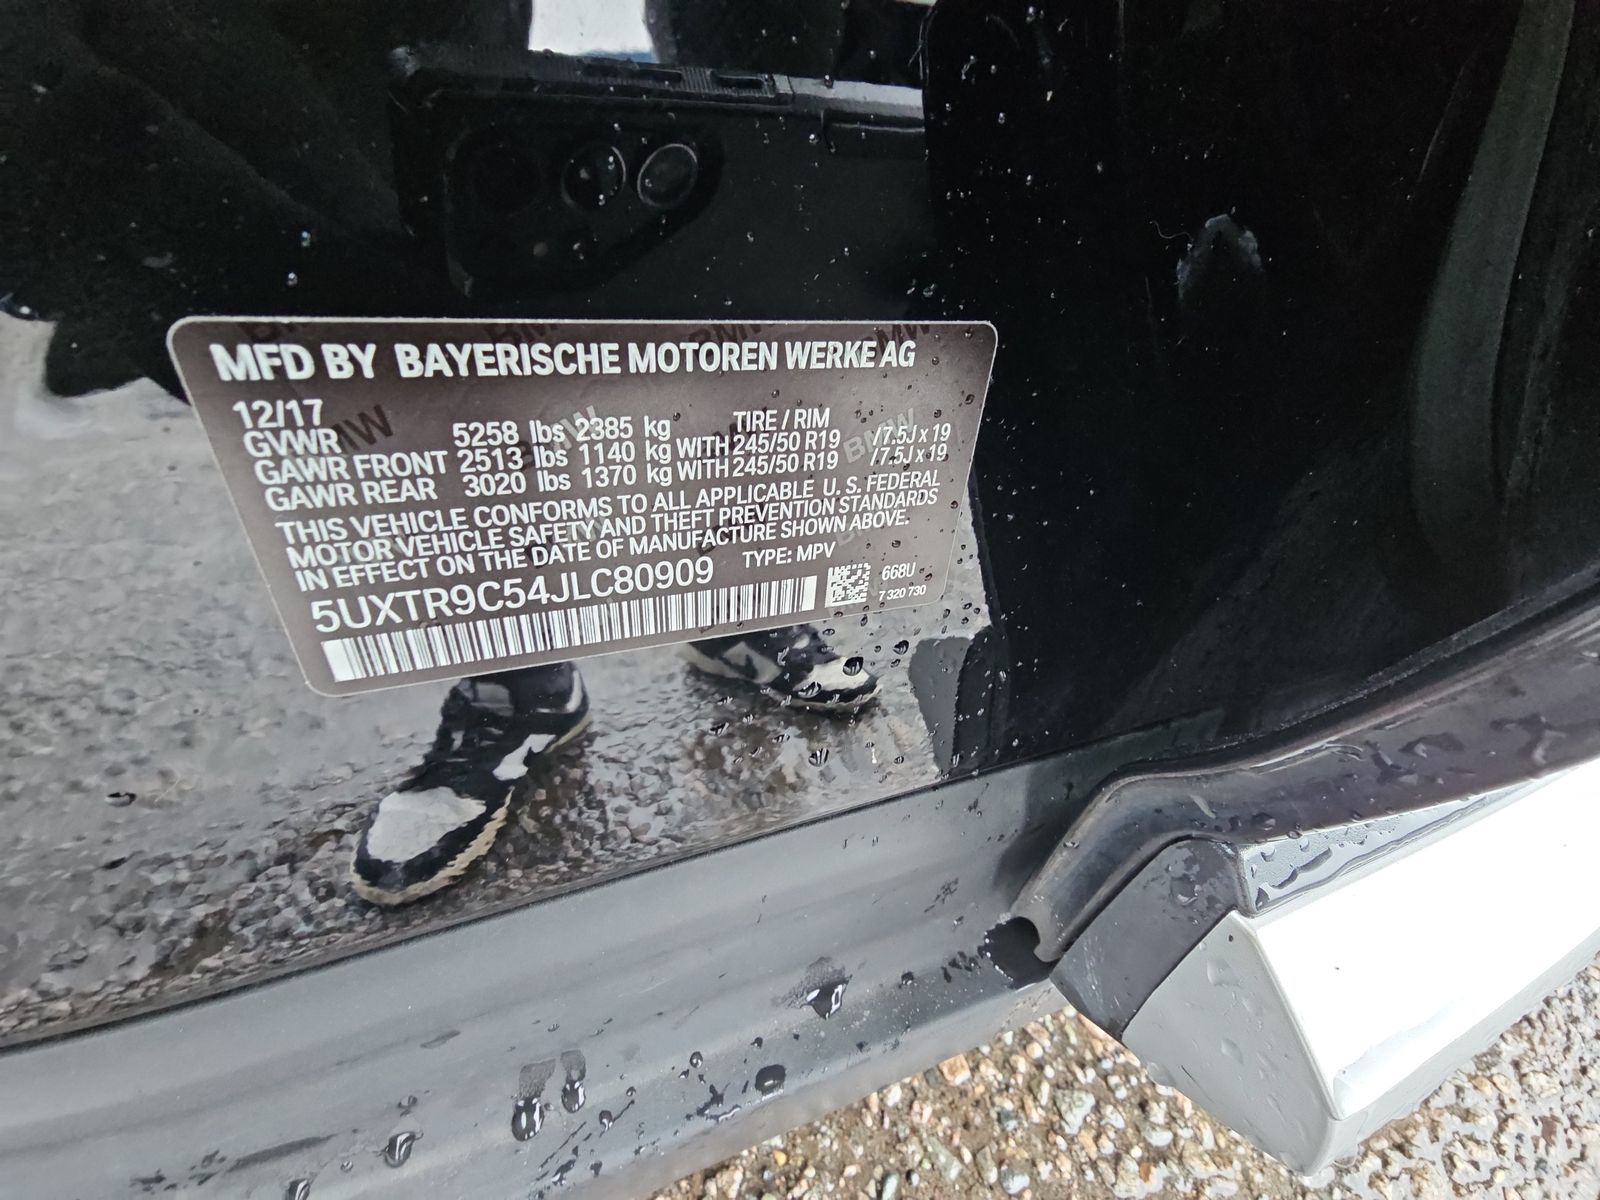 MFD BY BAYERISCHE MOTOREN WERKE AG
12/17 TIRE / RIM
GVWR 5258 lbs 2385 kg
GAWR FRONT 2513 lbs 1140 kg WITH 245/50 R19 /7.5J x 19
GAWR REAR 3020 lbs 1370 kg WITH 245/50 R19 /7.5J x 19
THIS VEHICLE CONFORMS TO ALL APPLICABLE U. S. FEDERAL
MOTOR VEHICLE SAFETY AND THEFT PREVENTION STANDARDS
IN EFFECT ON THE DATE OF MANUFACTURE SHOWN ABOVE.
5UXTR9C54JLC80909 TYPE: MPV
668U
7 320 730